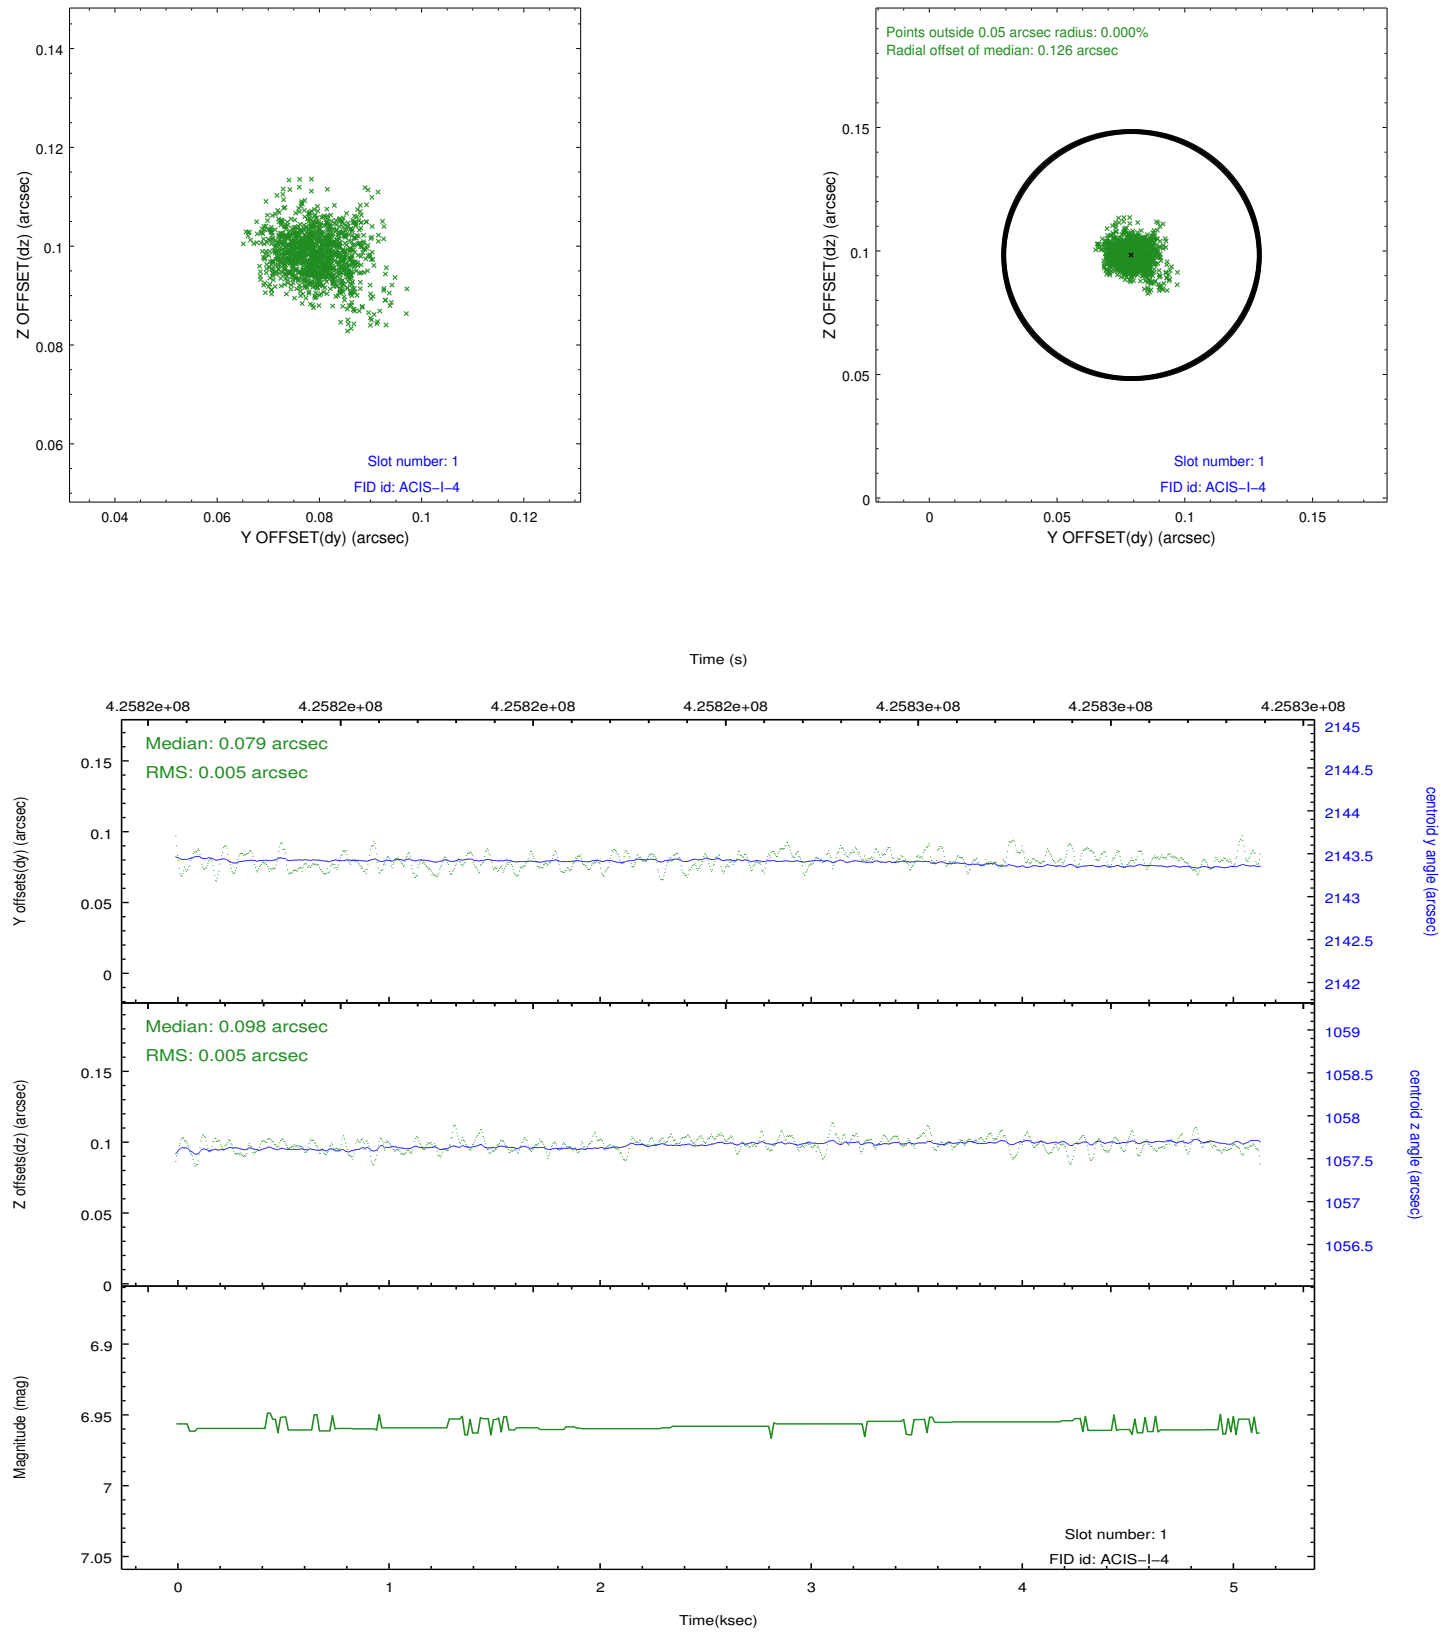 0.14
0.12
0.1
0.08
0.06
Z OFFSET(dz) (arcsec)
Slot number: 1
FID id: ACIS-I-4
0.04
0.06
0.08
0.1
0.12
Y OFFSET(dy) (arcsec)
Points outside 0.05 arcsec radius: 0.000%
Radial offset of median: 0.126 arcsec
0.15
0.1
0.05
0
Z OFFSET(dz) (arcsec)
Slot number: 1
FID id: ACIS-I-4
0
0.05
0.1
0.15
Y OFFSET(dy) (arcsec)
Time (s)
4.2582e+08
4.2582e+08
4.2582e+08
4.2582e+08
4.2583e+08
4.2583e+08
4.2583e+08
Median: 0.079 arcsec
RMS: 0.005 arcsec
0.15
0.1
0.05
0
Y offsets(dy) (arcsec)
2145
2144.5
2144
2143.5
2143
2142.5
2142
centroid y angle (arcsec)
Median: 0.098 arcsec
RMS: 0.005 arcsec
0.15
0.1
0.05
0
Z offsets(dz) (arcsec)
1059
1058.5
1058
1057.5
1057
1056.5
centroid z angle (arcsec)
6.9
6.95
7
7.05
Magnitude (mag)
Slot number: 1
FID id: ACIS-I-4
0
1
2
3
4
5
Time(ksec)